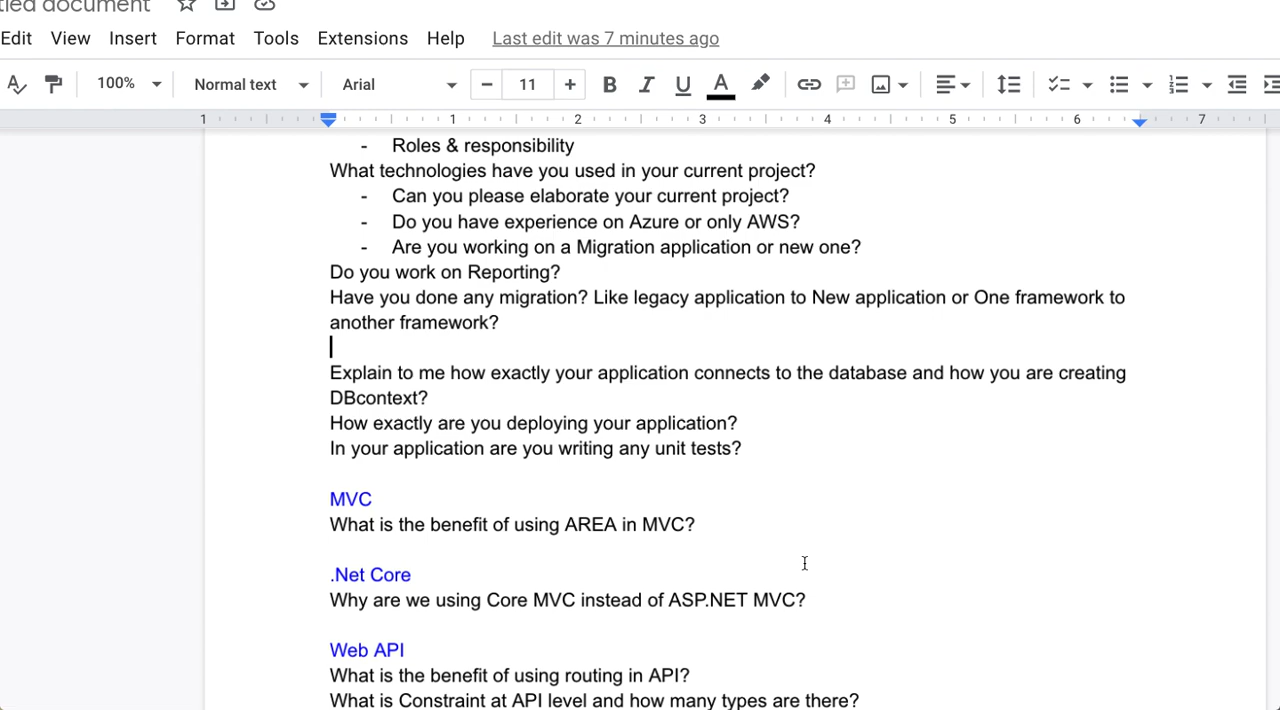 tled document
Edit View Insert Format Tools Extensions Help Last edit was 7 minutes ago
100% Normal text Arial 11
1 1 2 3 4 5 6 7
- Roles & responsibility
What technologies have you used in your current project?
- Can you please elaborate your current project?
- Do you have experience on Azure or only AWS?
- Are you working on a Migration application or new one?
Do you work on Reporting?
Have you done any migration? Like legacy application to New application or One framework to
another framework?
Explain to me how exactly your application connects to the database and how you are creating
DBcontext?
How exactly are you deploying your application?
In your application are you writing any unit tests?
MVC
What is the benefit of using AREA in MVC?
.Net Core
Why are we using Core MVC instead of ASP.NET MVC?
Web API
What is the benefit of using routing in API?
What is Constraint at API level and how many types are there?